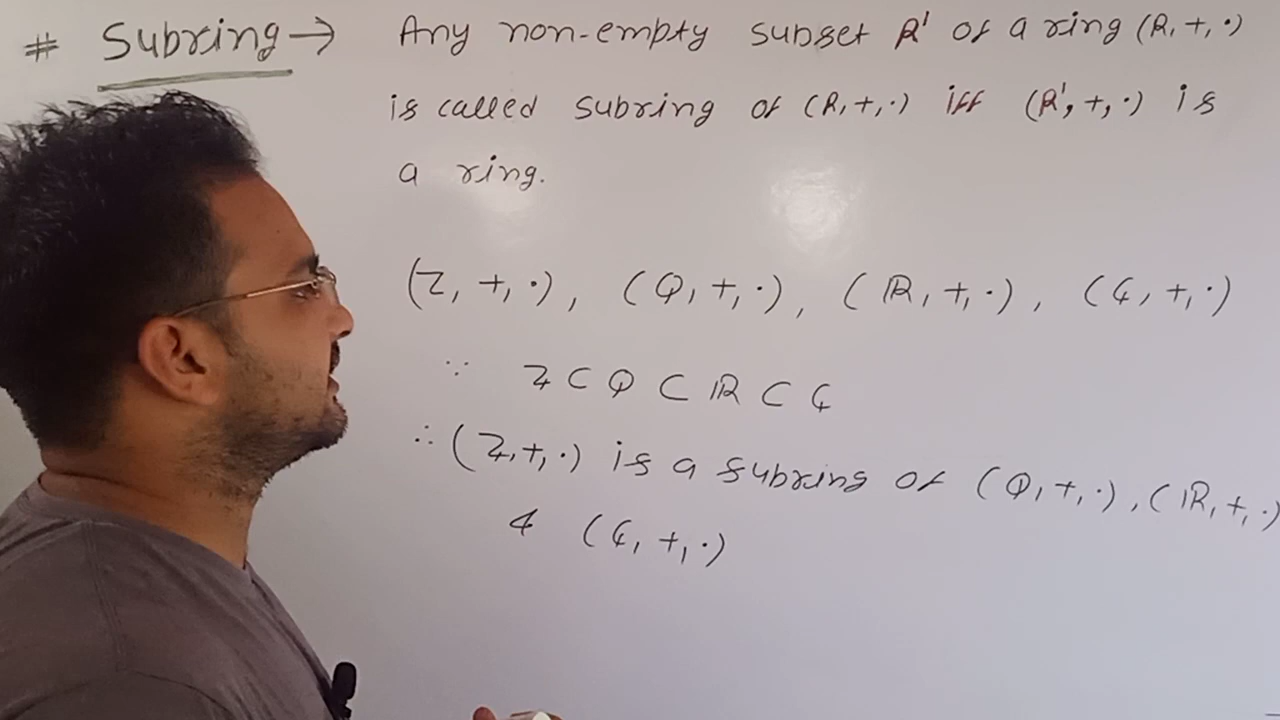 # Subring → Any non-empty subset R' of a ring (R, +, ·)
is called subring of (R, +, ·) iff (R', +, ·) is
a ring.
(ℤ, +, ·), (ℚ, +, ·), (ℝ, +, ·), (ℂ, +, ·)
∵ ℤ ⊂ ℚ ⊂ ℝ ⊂ ℂ
∴ (ℤ, +, ·) is a subring of (ℚ, +, ·), (ℝ, +, ·)
& (ℂ, +, ·)